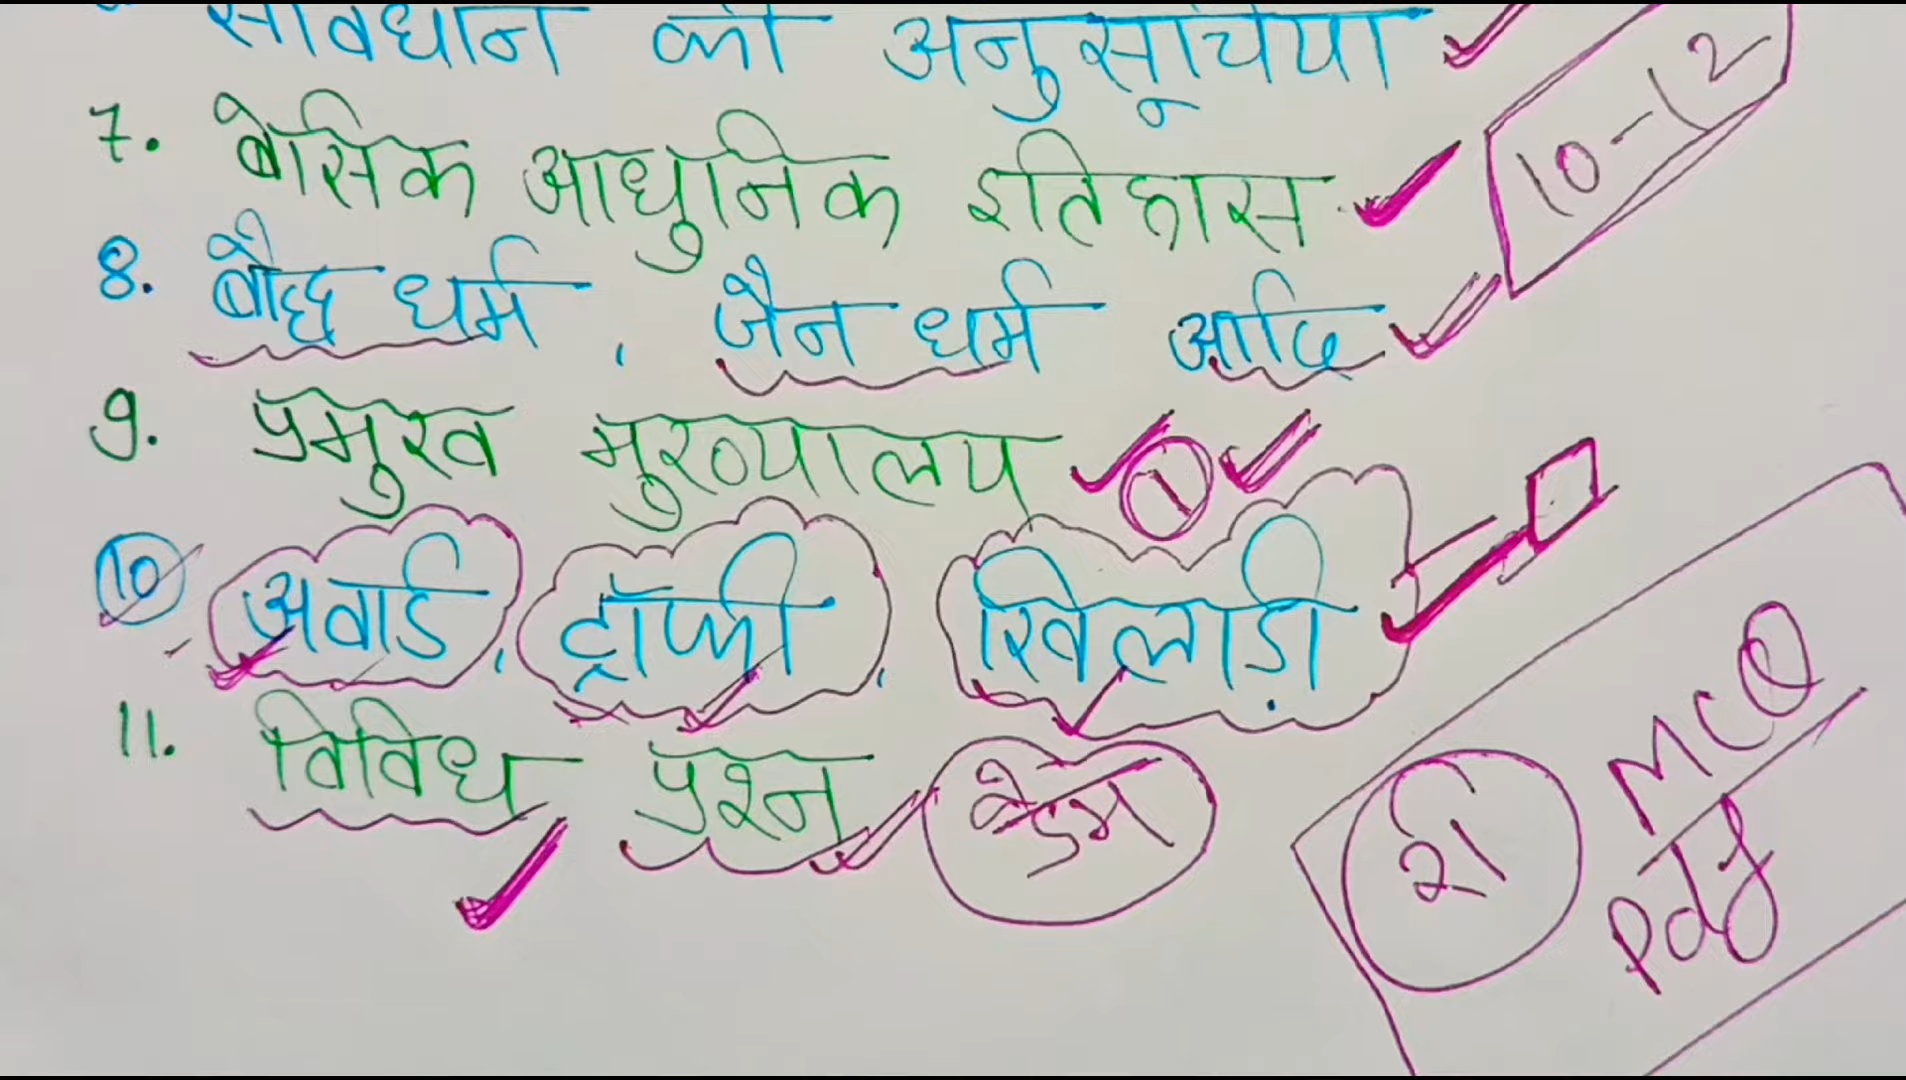 संविधान की अनुसूचियां
10-12
7. बेसिक आधुनिक इतिहास
8. बौद्ध धर्म, जैन धर्म आदि
9. प्रमुख मुख्यालय 1
10 अवार्ड, ट्रॉफी, खिलाड़ी
11. विविध प्रश्न
21 MCQ
Pdf